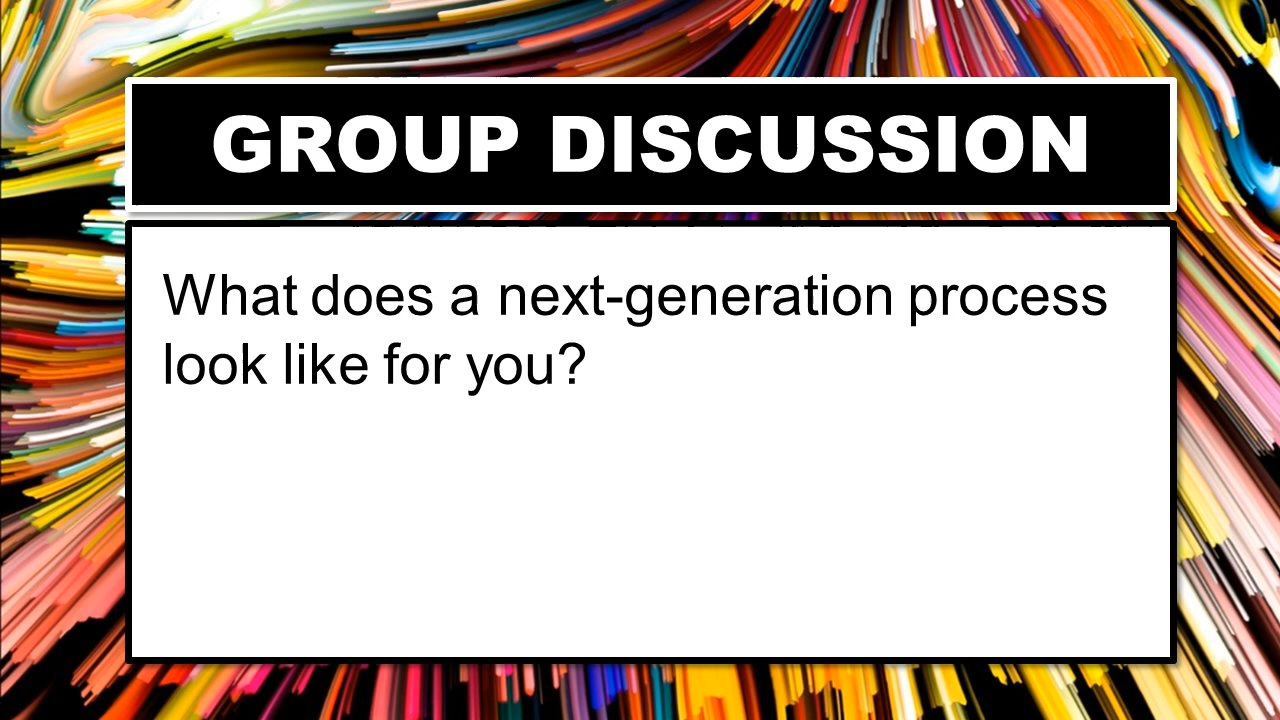 GROUP DISCUSSION
What does a next-generation process
look like for you?